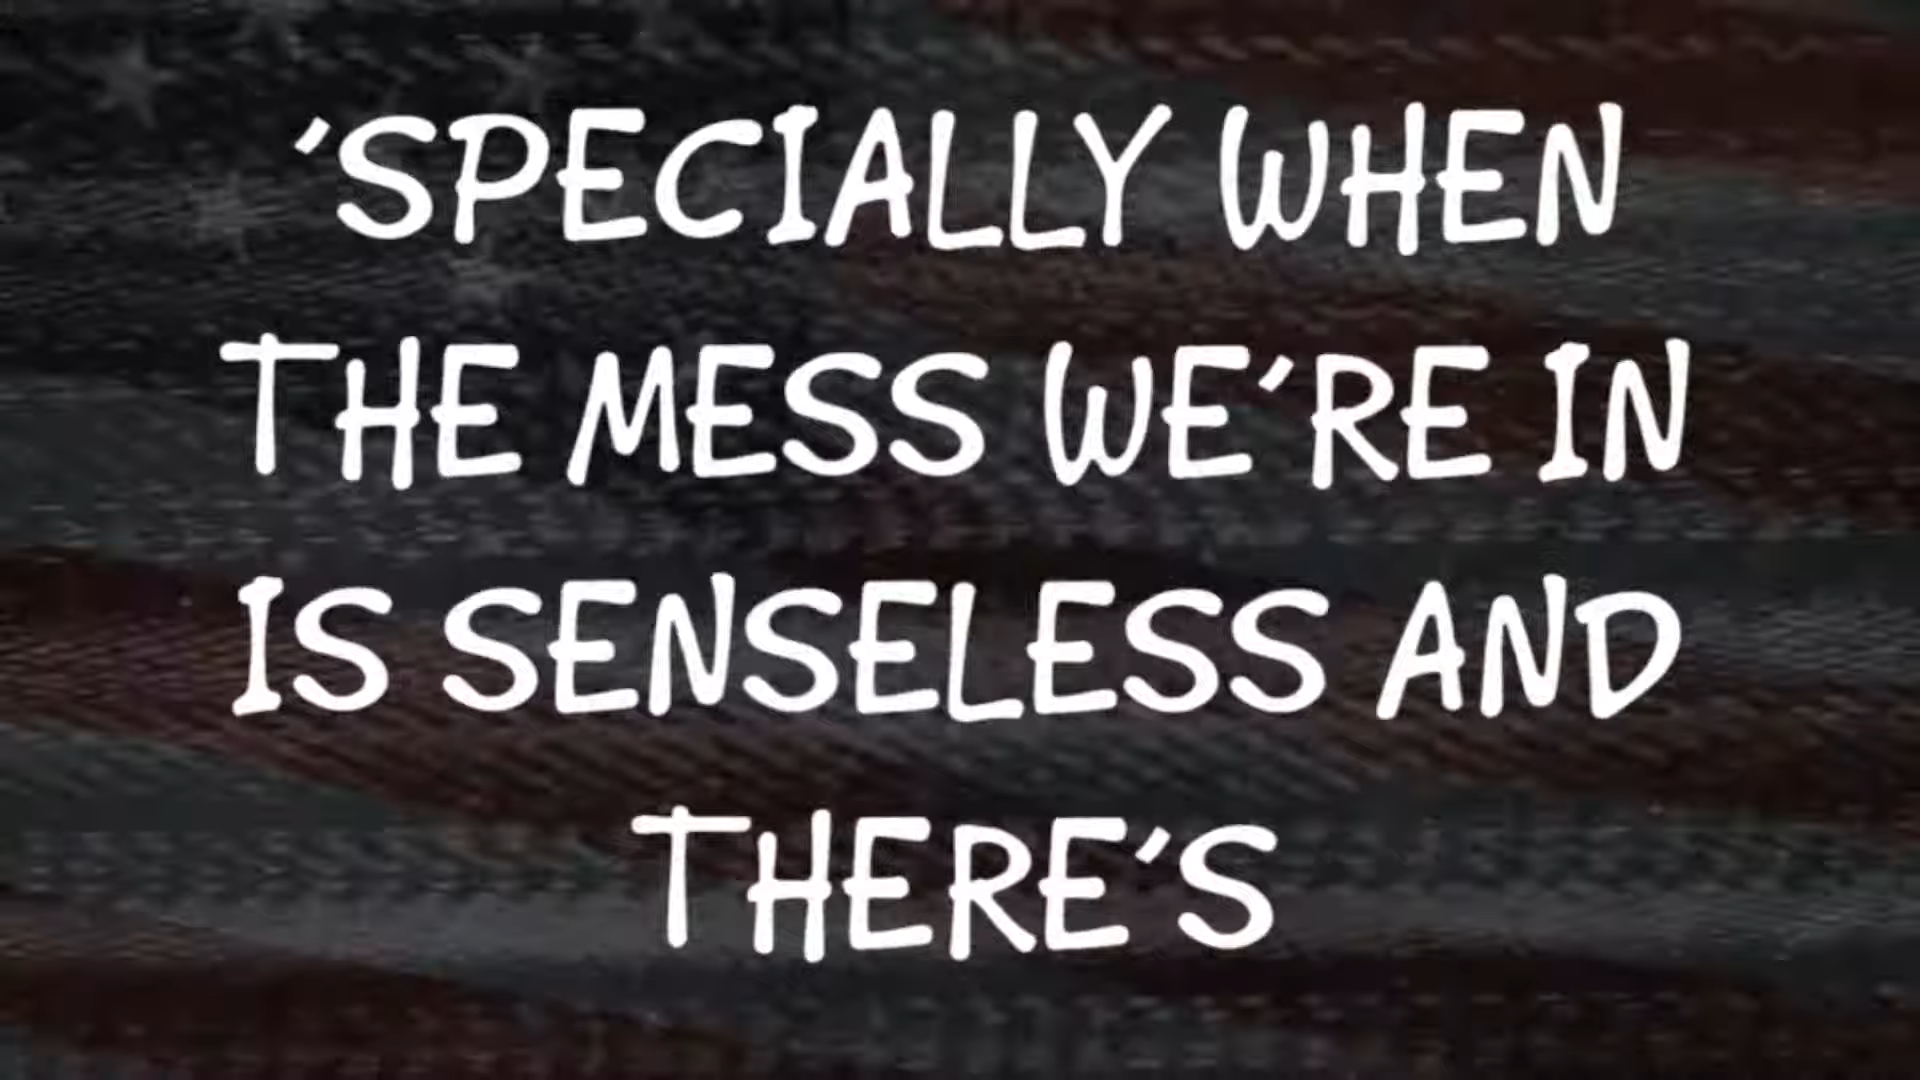 'SPECIALLY WHEN
THE MESS WE'RE IN
IS SENSELESS AND
THERE'S